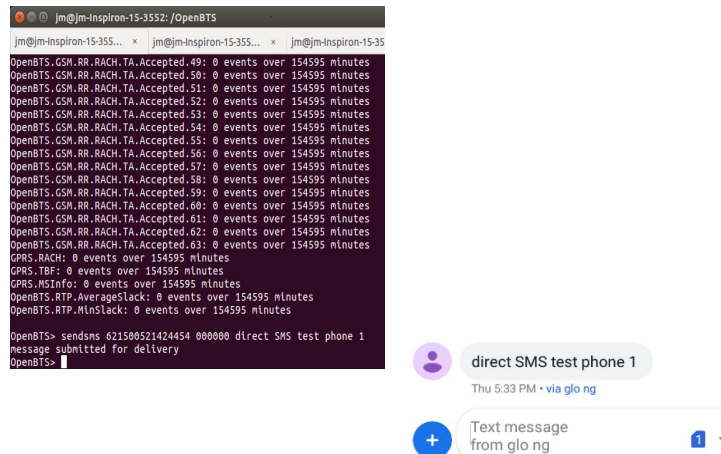 jm@jm-Inspiron-15-3552: /OpenBTS
jm@jm-Inspiron-15-355... × jm@jm-Inspiron-15-355... × jm@jm-Inspiron-15-35
OpenBTS.GSM.RR.RACH.TA.Accepted.49: 0 events over 154595 minutes
OpenBTS.GSM.RR.RACH.TA.Accepted.50: 0 events over 154595 minutes
OpenBTS.GSM.RR.RACH.TA.Accepted.51: 0 events over 154595 minutes
OpenBTS.GSM.RR.RACH.TA.Accepted.52: 0 events over 154595 minutes
OpenBTS.GSM.RR.RACH.TA.Accepted.53: 0 events over 154595 minutes
OpenBTS.GSM.RR.RACH.TA.Accepted.54: 0 events over 154595 minutes
OpenBTS.GSM.RR.RACH.TA.Accepted.55: 0 events over 154595 minutes
OpenBTS.GSM.RR.RACH.TA.Accepted.56: 0 events over 154595 minutes
OpenBTS.GSM.RR.RACH.TA.Accepted.57: 0 events over 154595 minutes
OpenBTS.GSM.RR.RACH.TA.Accepted.58: 0 events over 154595 minutes
OpenBTS.GSM.RR.RACH.TA.Accepted.59: 0 events over 154595 minutes
OpenBTS.GSM.RR.RACH.TA.Accepted.60: 0 events over 154595 minutes
OpenBTS.GSM.RR.RACH.TA.Accepted.61: 0 events over 154595 minutes
OpenBTS.GSM.RR.RACH.TA.Accepted.62: 0 events over 154595 minutes
OpenBTS.GSM.RR.RACH.TA.Accepted.63: 0 events over 154595 minutes
GPRS.RACH: 0 events over 154595 minutes
GPRS.TBF: 0 events over 154595 minutes
GPRS.MSInfo: 0 events over 154595 minutes
OpenBTS.RTP.AverageSlack: 0 events over 154595 minutes
OpenBTS.RTP.MinSlack: 0 events over 154595 minutes
OpenBTS> sendsms 621500521424454 000000 direct SMS test phone 1
message submitted for delivery
OpenBTS>
direct SMS test phone 1
Thu 5:33 PM • via glo ng
Text message
from glo ng
1